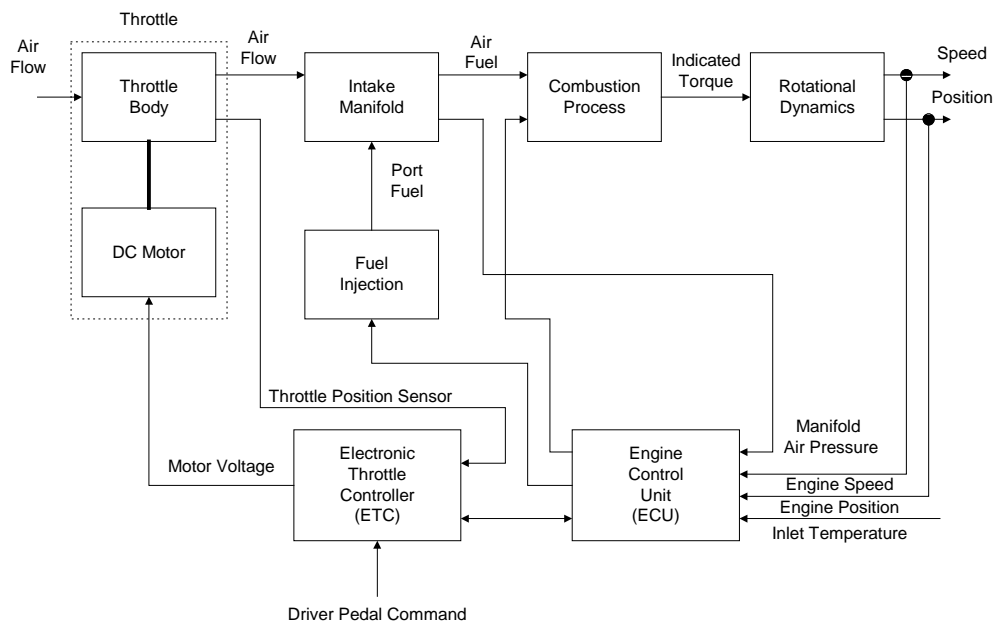 Throttle
Air
Flow
Throttle
Body
Air
Flow
Intake
Manifold
Air
Fuel
Combustion
Process
Indicated
Torque
Rotational
Dynamics
Speed
Position
DC Motor
Port
Fuel
Fuel
Injection
Throttle Position Sensor
Motor Voltage
Electronic
Throttle
Controller
(ETC)
Engine
Control
Unit
(ECU)
Manifold
Air Pressure
Engine Speed
Engine Position
Inlet Temperature
Driver Pedal Command